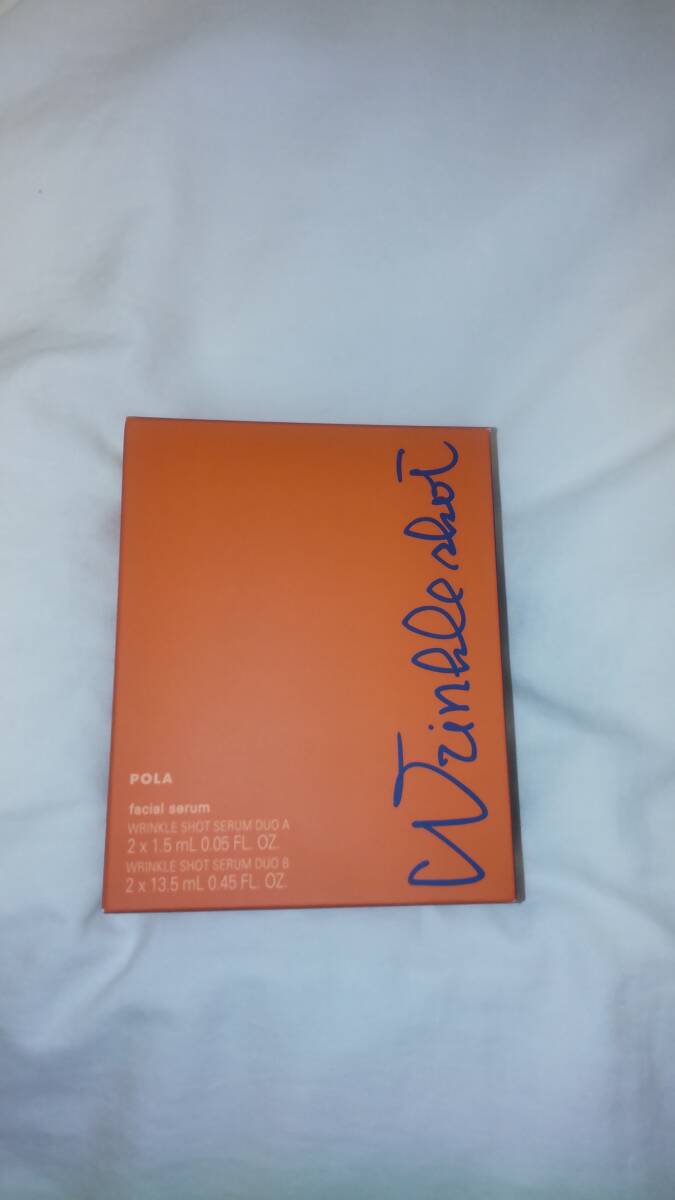 Wrinkle shot
POLA
facial serum
WRINKLE SHOT SERUM DUO A
2 x 1.5 mL 0.05 FL. OZ.
WRINKLE SHOT SERUM DUO B
2 x 13.5 mL 0.45 FL. OZ.